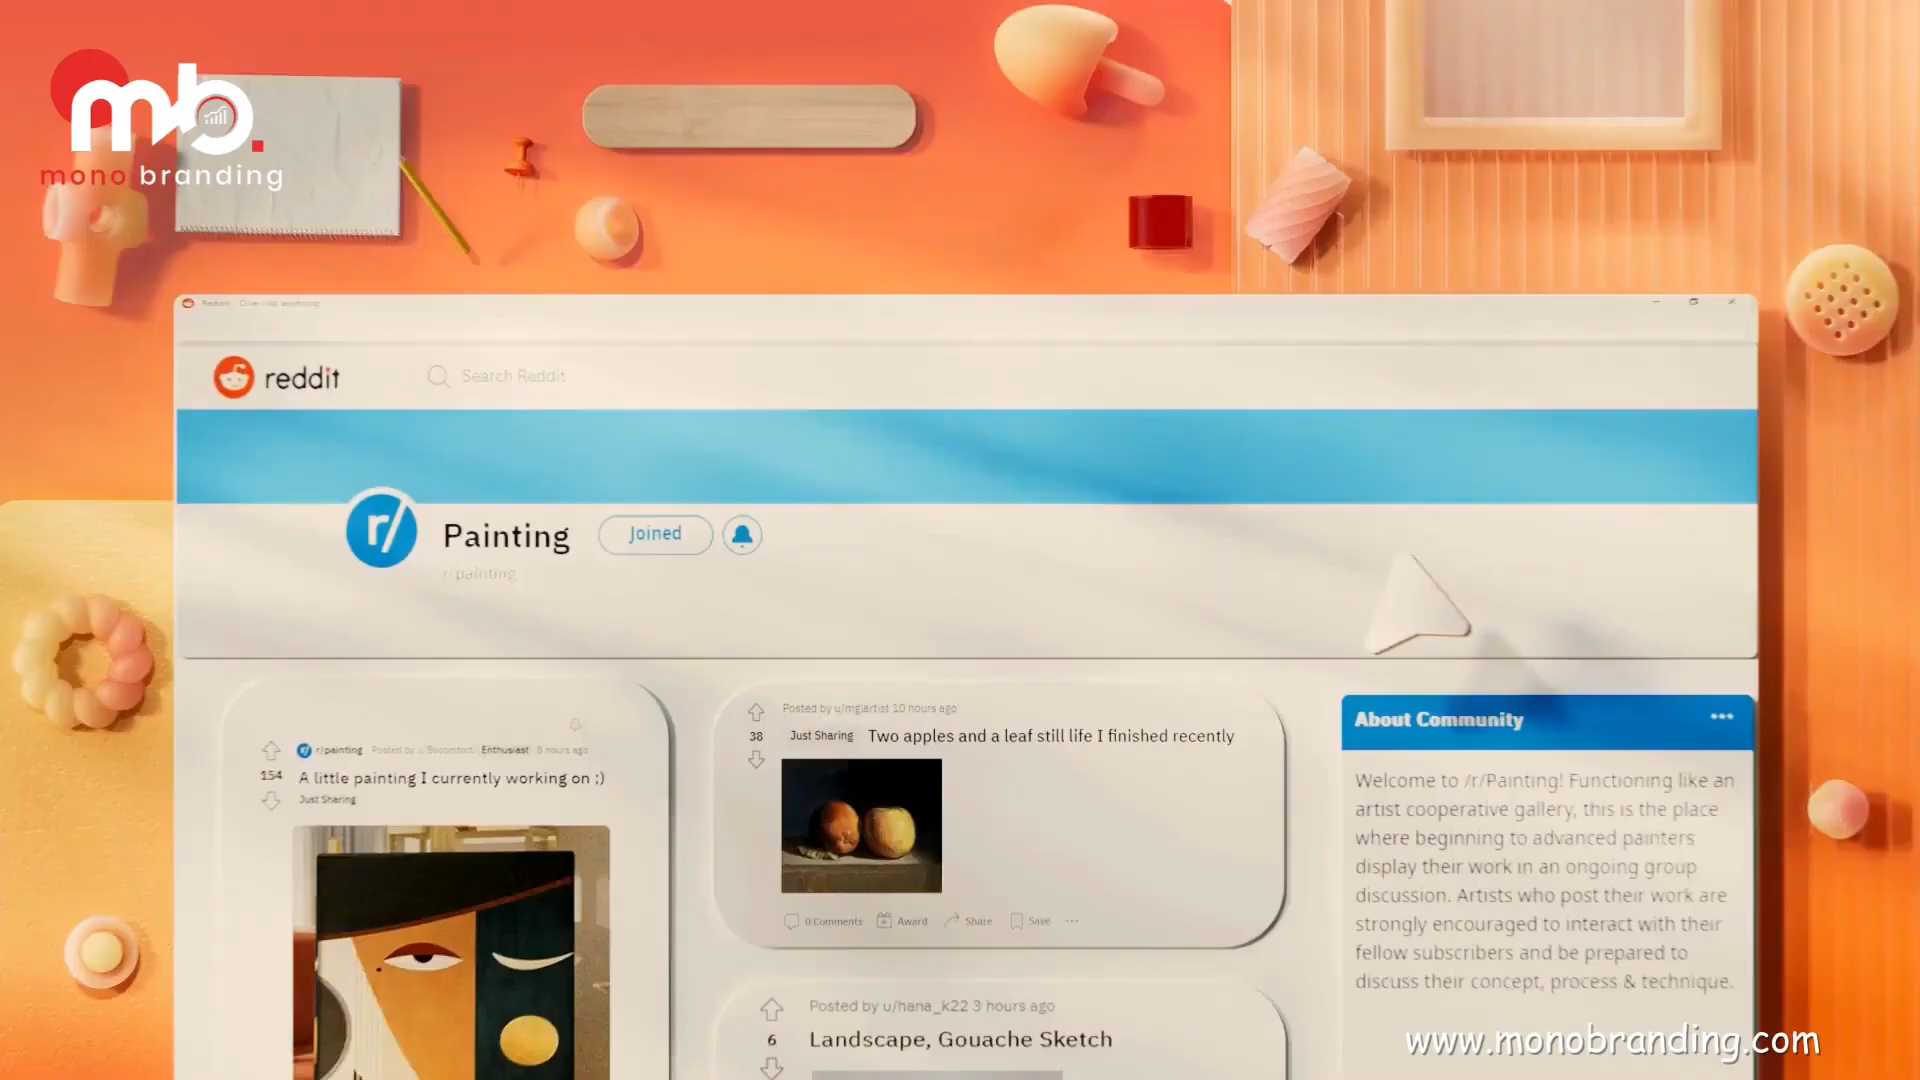 mb.
mono branding
reddit
Search Reddit
r/
Painting
Joined
r/painting
r/painting Posted by Enthusiast 8 hours ago
154
A little painting I currently working on ;)
Just Sharing
Posted by u/mgiartist 10 hours ago
38
Just Sharing Two apples and a leaf still life I finished recently
0 Comments Award Share Save ...
Posted by u/hana_k22 3 hours ago
6
Landscape, Gouache Sketch
About Community ...
Welcome to /r/Painting! Functioning like an
artist cooperative gallery, this is the place
where beginning to advanced painters
display their work in an ongoing group
discussion. Artists who post their work are
strongly encouraged to interact with their
fellow subscribers and be prepared to
discuss their concept, process & technique.
www.monobranding.com